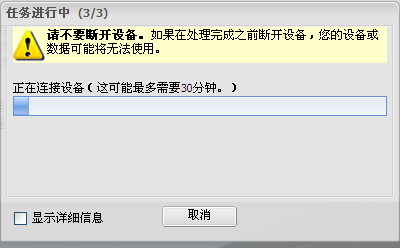 任务进行中 (3/3)
请不要断开设备。如果在处理完成之前断开设备，您的设备或
数据可能将无法使用。
正在连接设备（这可能最多需要30分钟。）
显示详细信息
取消